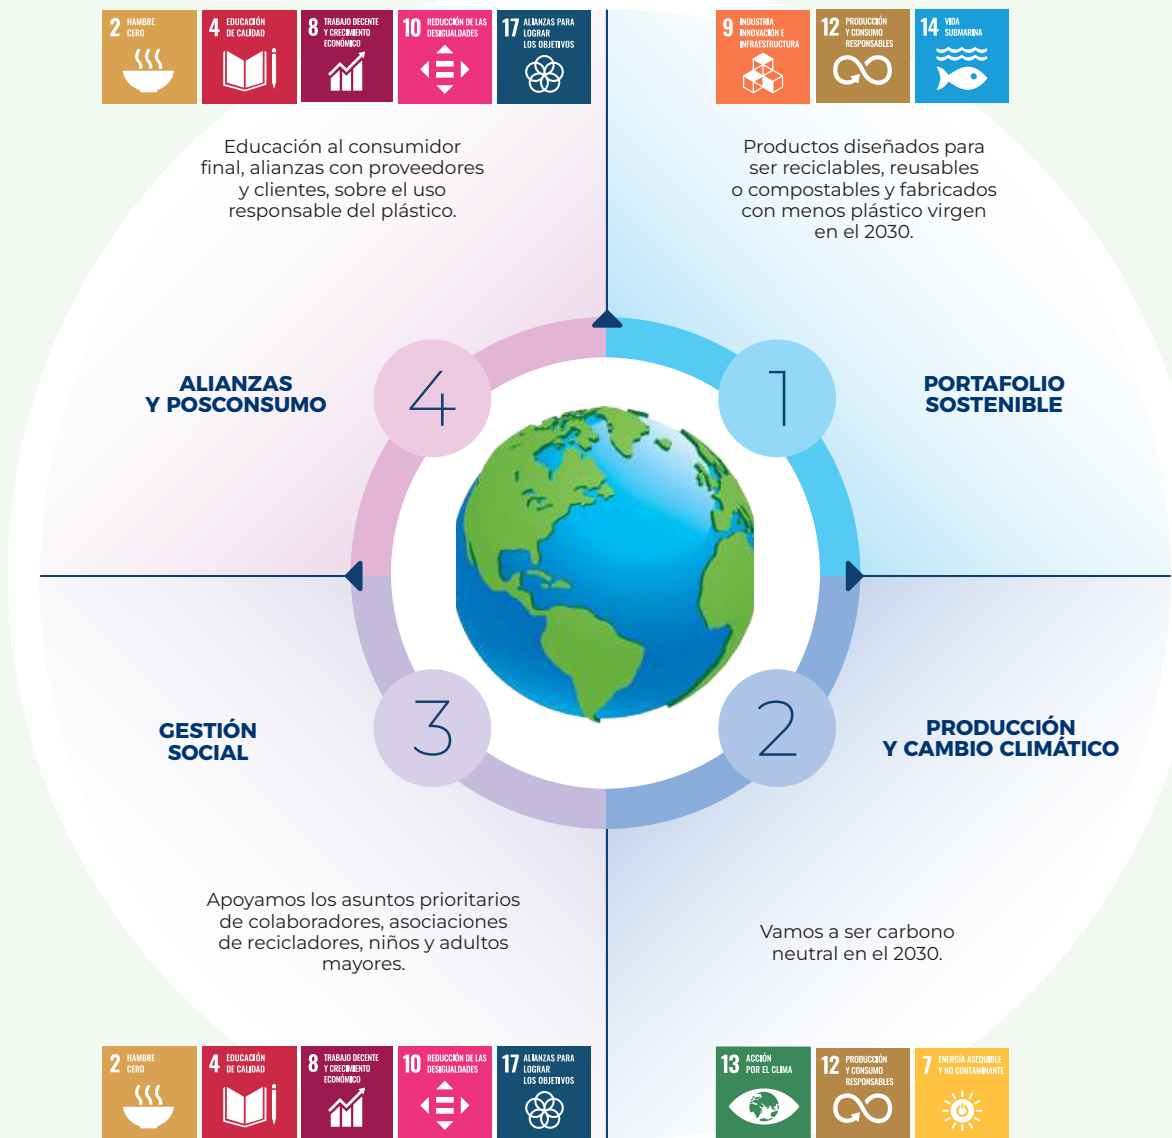 2 HAMBRE
CERO
4 EDUCACIÓN
DE CALIDAD
8 TRABAJO DECENTE
Y CRECIMIENTO
ECONÓMICO
10 REDUCCIÓN DE LAS
DESIGUALDADES
17 ALIANZAS PARA
LOGRAR
LOS OBJETIVOS
Educación al consumidor
final, alianzas con proveedores
y clientes, sobre el uso
responsable del plástico.
ALIANZAS
Y POSCONSUMO
4
9 INDUSTRIA,
INNOVACIÓN E
INFRAESTRUCTURA
12 PRODUCCIÓN
Y CONSUMO
RESPONSABLES
14 VIDA
SUBMARINA
Productos diseñados para
ser reciclables, reusables
o compostables y fabricados
con menos plástico virgen
en el 2030.
1
PORTAFOLIO
SOSTENIBLE
GESTIÓN
SOCIAL
3
Apoyamos los asuntos prioritarios
de colaboradores, asociaciones
de recicladores, niños y adultos
mayores.
2 HAMBRE
CERO
4 EDUCACIÓN
DE CALIDAD
8 TRABAJO DECENTE
Y CRECIMIENTO
ECONÓMICO
10 REDUCCIÓN DE LAS
DESIGUALDADES
17 ALIANZAS PARA
LOGRAR
LOS OBJETIVOS
2
PRODUCCIÓN
Y CAMBIO CLIMÁTICO
Vamos a ser carbono
neutral en el 2030.
13 ACCIÓN
POR EL CLIMA
12 PRODUCCIÓN
Y CONSUMO
RESPONSABLES
7 ENERGÍA ASEQUIBLE
Y NO CONTAMINANTE